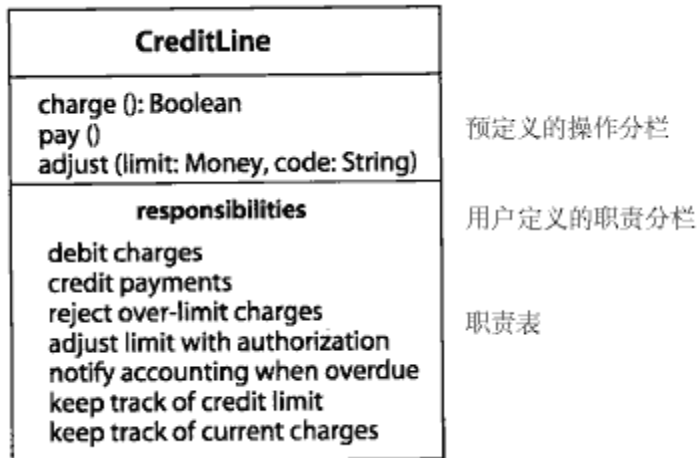 CreditLine
charge (): Boolean
pay ()
adjust (limit: Money, code: String)
预定义的操作分栏
responsibilities
用户定义的职责分栏
debit charges
credit payments
reject over-limit charges
职责表
adjust limit with authorization
notify accounting when overdue
keep track of credit limit
keep track of current charges